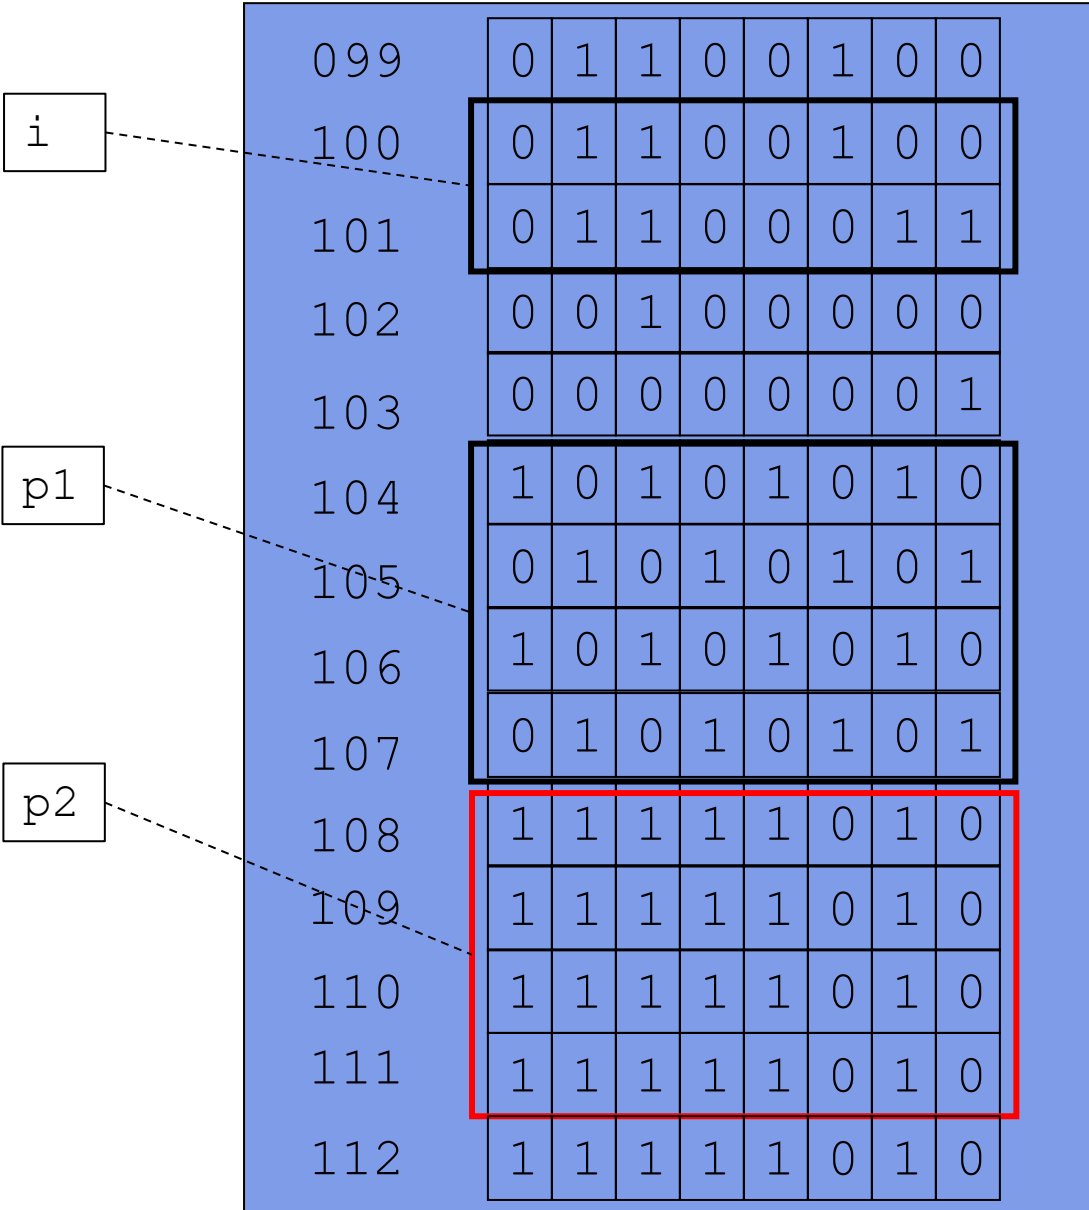 099 0 1 1 0 0 1 0 0
i
100 0 1 1 0 0 1 0 0
101 0 1 1 0 0 0 1 1
102 0 0 1 0 0 0 0 0
103 0 0 0 0 0 0 0 1
p1
104 1 0 1 0 1 0 1 0
105 0 1 0 1 0 1 0 1
106 1 0 1 0 1 0 1 0
107 0 1 0 1 0 1 0 1
p2
108 1 1 1 1 1 0 1 0
109 1 1 1 1 1 0 1 0
110 1 1 1 1 1 0 1 0
111 1 1 1 1 1 0 1 0
112 1 1 1 1 1 0 1 0